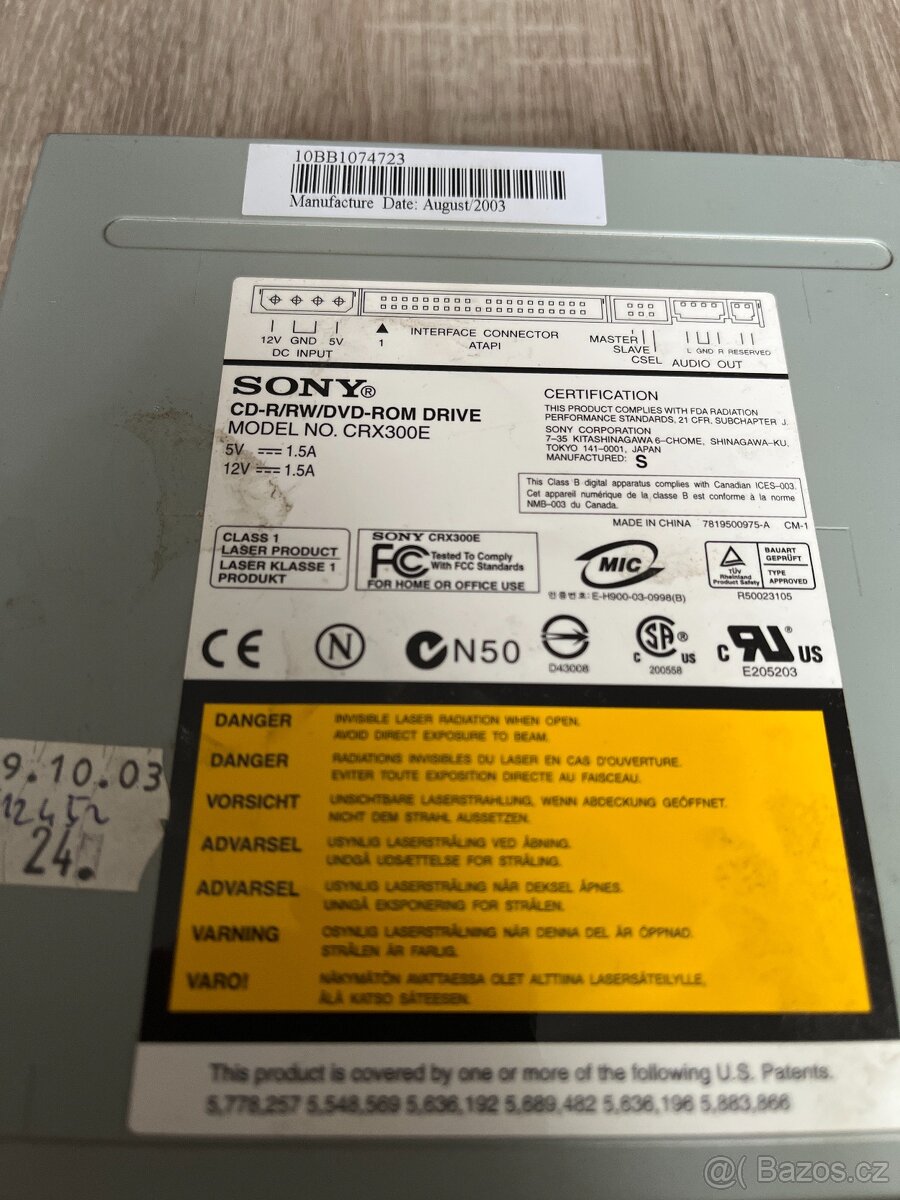 10BB1074723
Manufacture Date: August/2003
12V GND 5V
DC INPUT
1
INTERFACE CONNECTOR
ATAPI
MASTER
SLAVE
CSEL
L GND R RESERVED
AUDIO OUT
SONY®
CD-R/RW/DVD-ROM DRIVE
MODEL NO. CRX300E
5V 1.5A
12V 1.5A
CERTIFICATION
THIS PRODUCT COMPLIES WITH FDA RADIATION
PERFORMANCE STANDARDS, 21 CFR, SUBCHAPTER J.
SONY CORPORATION
7-35 KITASHINAGAWA 6-CHOME, SHINAGAWA-KU,
TOKYO 141-0001, JAPAN
MANUFACTURED: S
This Class B digital apparatus complies with Canadian ICES-003.
Cet appareil numérique de la classe B est conforme à la norme
NMB-003 du Canada.
MADE IN CHINA 7819500975-A CM-1
CLASS 1
LASER PRODUCT
LASER KLASSE 1
PRODUKT
SONY CRX300E
FC Tested To Comply
With FCC Standards
FOR HOME OR OFFICE USE
MIC
인증번호: E-H900-03-0998(B)
TÜV
Rheinland
Product Safety
BAUART
GEPRÜFT
TYPE
APPROVED
R50023105
CE
N
N50
D43008
SA®
C US
200558
C RU® US
E205203
DANGER INVISIBLE LASER RADIATION WHEN OPEN.
AVOID DIRECT EXPOSURE TO BEAM.
DANGER RADIATIONS INVISIBLES DU LASER EN CAS D'OUVERTURE.
EVITER TOUTE EXPOSITION DIRECTE AU FAISCEAU.
VORSICHT UNSICHTBARE LASERSTRAHLUNG, WENN ABDECKUNG GEÖFFNET.
NICHT DEM STRAHL AUSSETZEN.
ADVARSEL USYNLIG LASERSTRÅLING VED ÅBNING.
UNDGÅ UDSÆTTELSE FOR STRÅLING.
ADVARSEL USYNLIG LASERSTRÅLING NÅR DEKSEL ÅPNES.
UNNGÅ EKSPONERING FOR STRÅLEN.
VARNING OSYNLIG LASERSTRÅLNING NÄR DENNA DEL ÄR ÖPPNAD.
STRÅLEN ÄR FARLIG.
VARO! NÄKYMÄTÖN AVATTAESSA OLET ALTTIINA LASERSÄTEILYLLE,
ÄLÄ KATSO SÄTEESEEN.
9.10.03
24.
This product is covered by one or more of the following U.S. Patents.
5,778,257 5,548,569 5,636,192 5,689,482 5,636,196 5,883,866
@( Bazos.cz